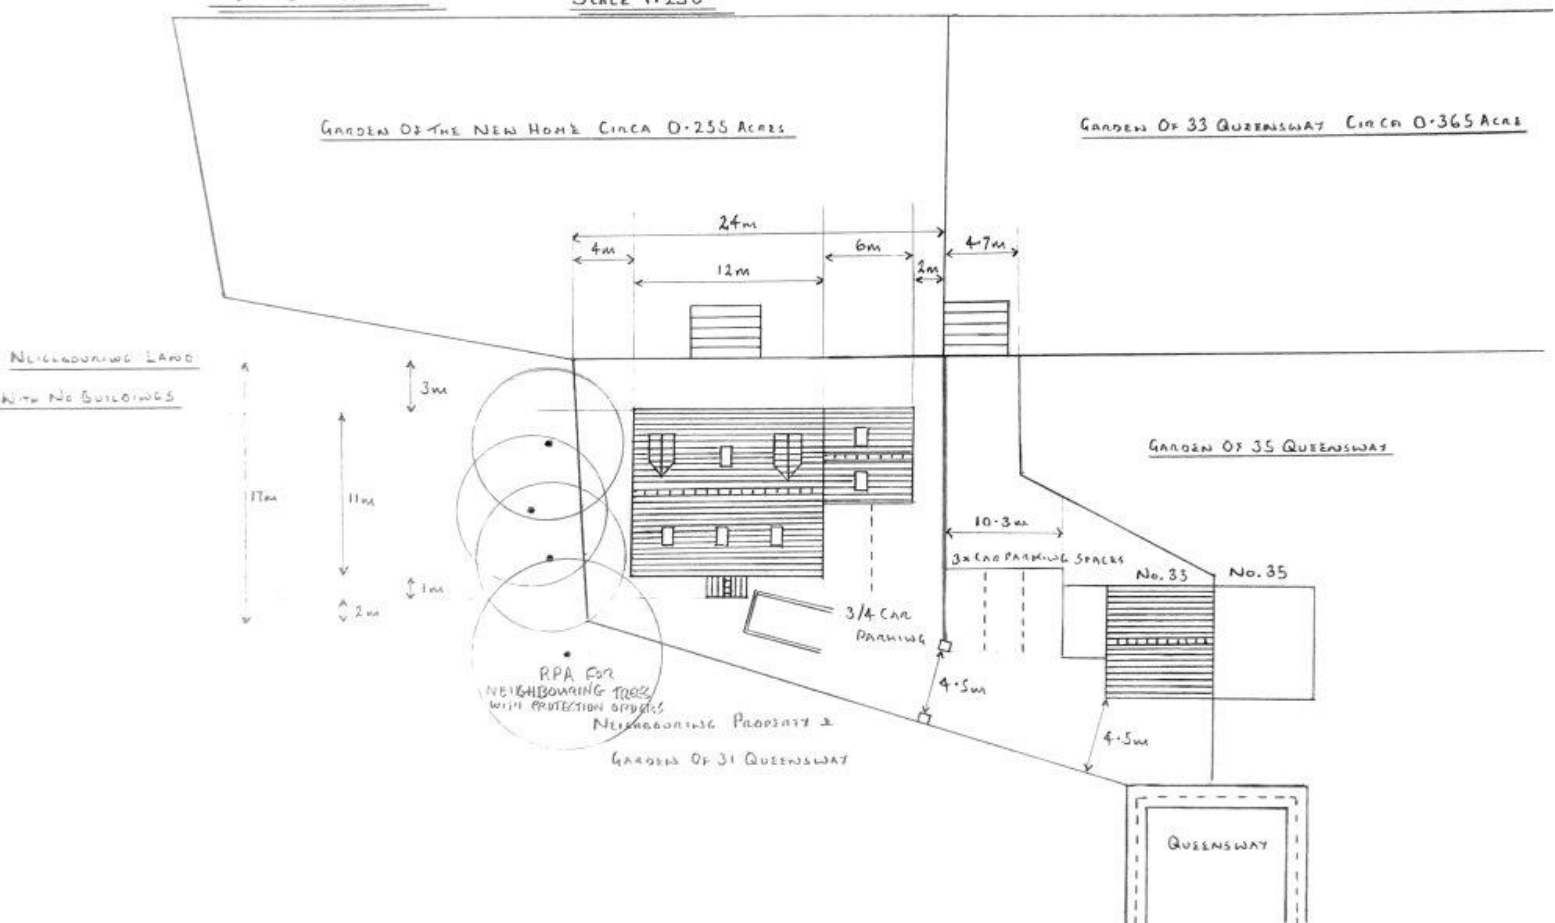 SCALE 1:250
GARDEN OF THE NEW HOME CIRCA 0.255 ACRES
GARDEN OF 33 QUEENSWAY CIRCA 0.365 ACRE
24m
4m
6m
4.7m
12m
2m
NEIGHBOURING LAND
WITH NO BUILDINGS
3m
17m
11m
1m
2m
GARDEN OF 35 QUEENSWAY
10.3m
3x CAR PARKING SPACES
No.33
No.35
3/4 CAR
PARKING
4.5m
RPA FOR
NEIGHBOURING TREES
WITH PROTECTION ORDERS
NEIGHBOURING PROPERTY &
GARDEN OF 31 QUEENSWAY
4.5m
QUEENSWAY